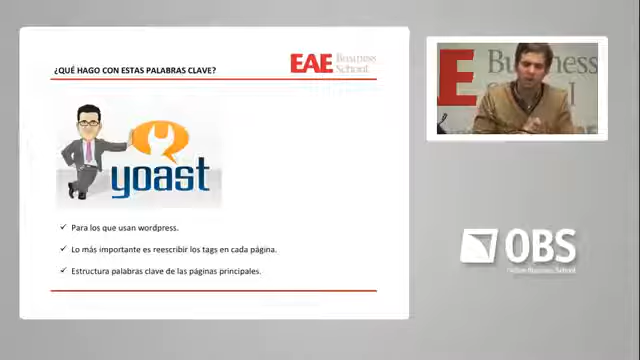 ¿QUÉ HAGO CON ESTAS PALABRAS CLAVE?
EAE Business School
yoast
Para los que usan wordpress.
Lo más importante es reescribir los tags en cada página.
Estructura palabras clave de las páginas principales.
E Business
OBS
Online Business School